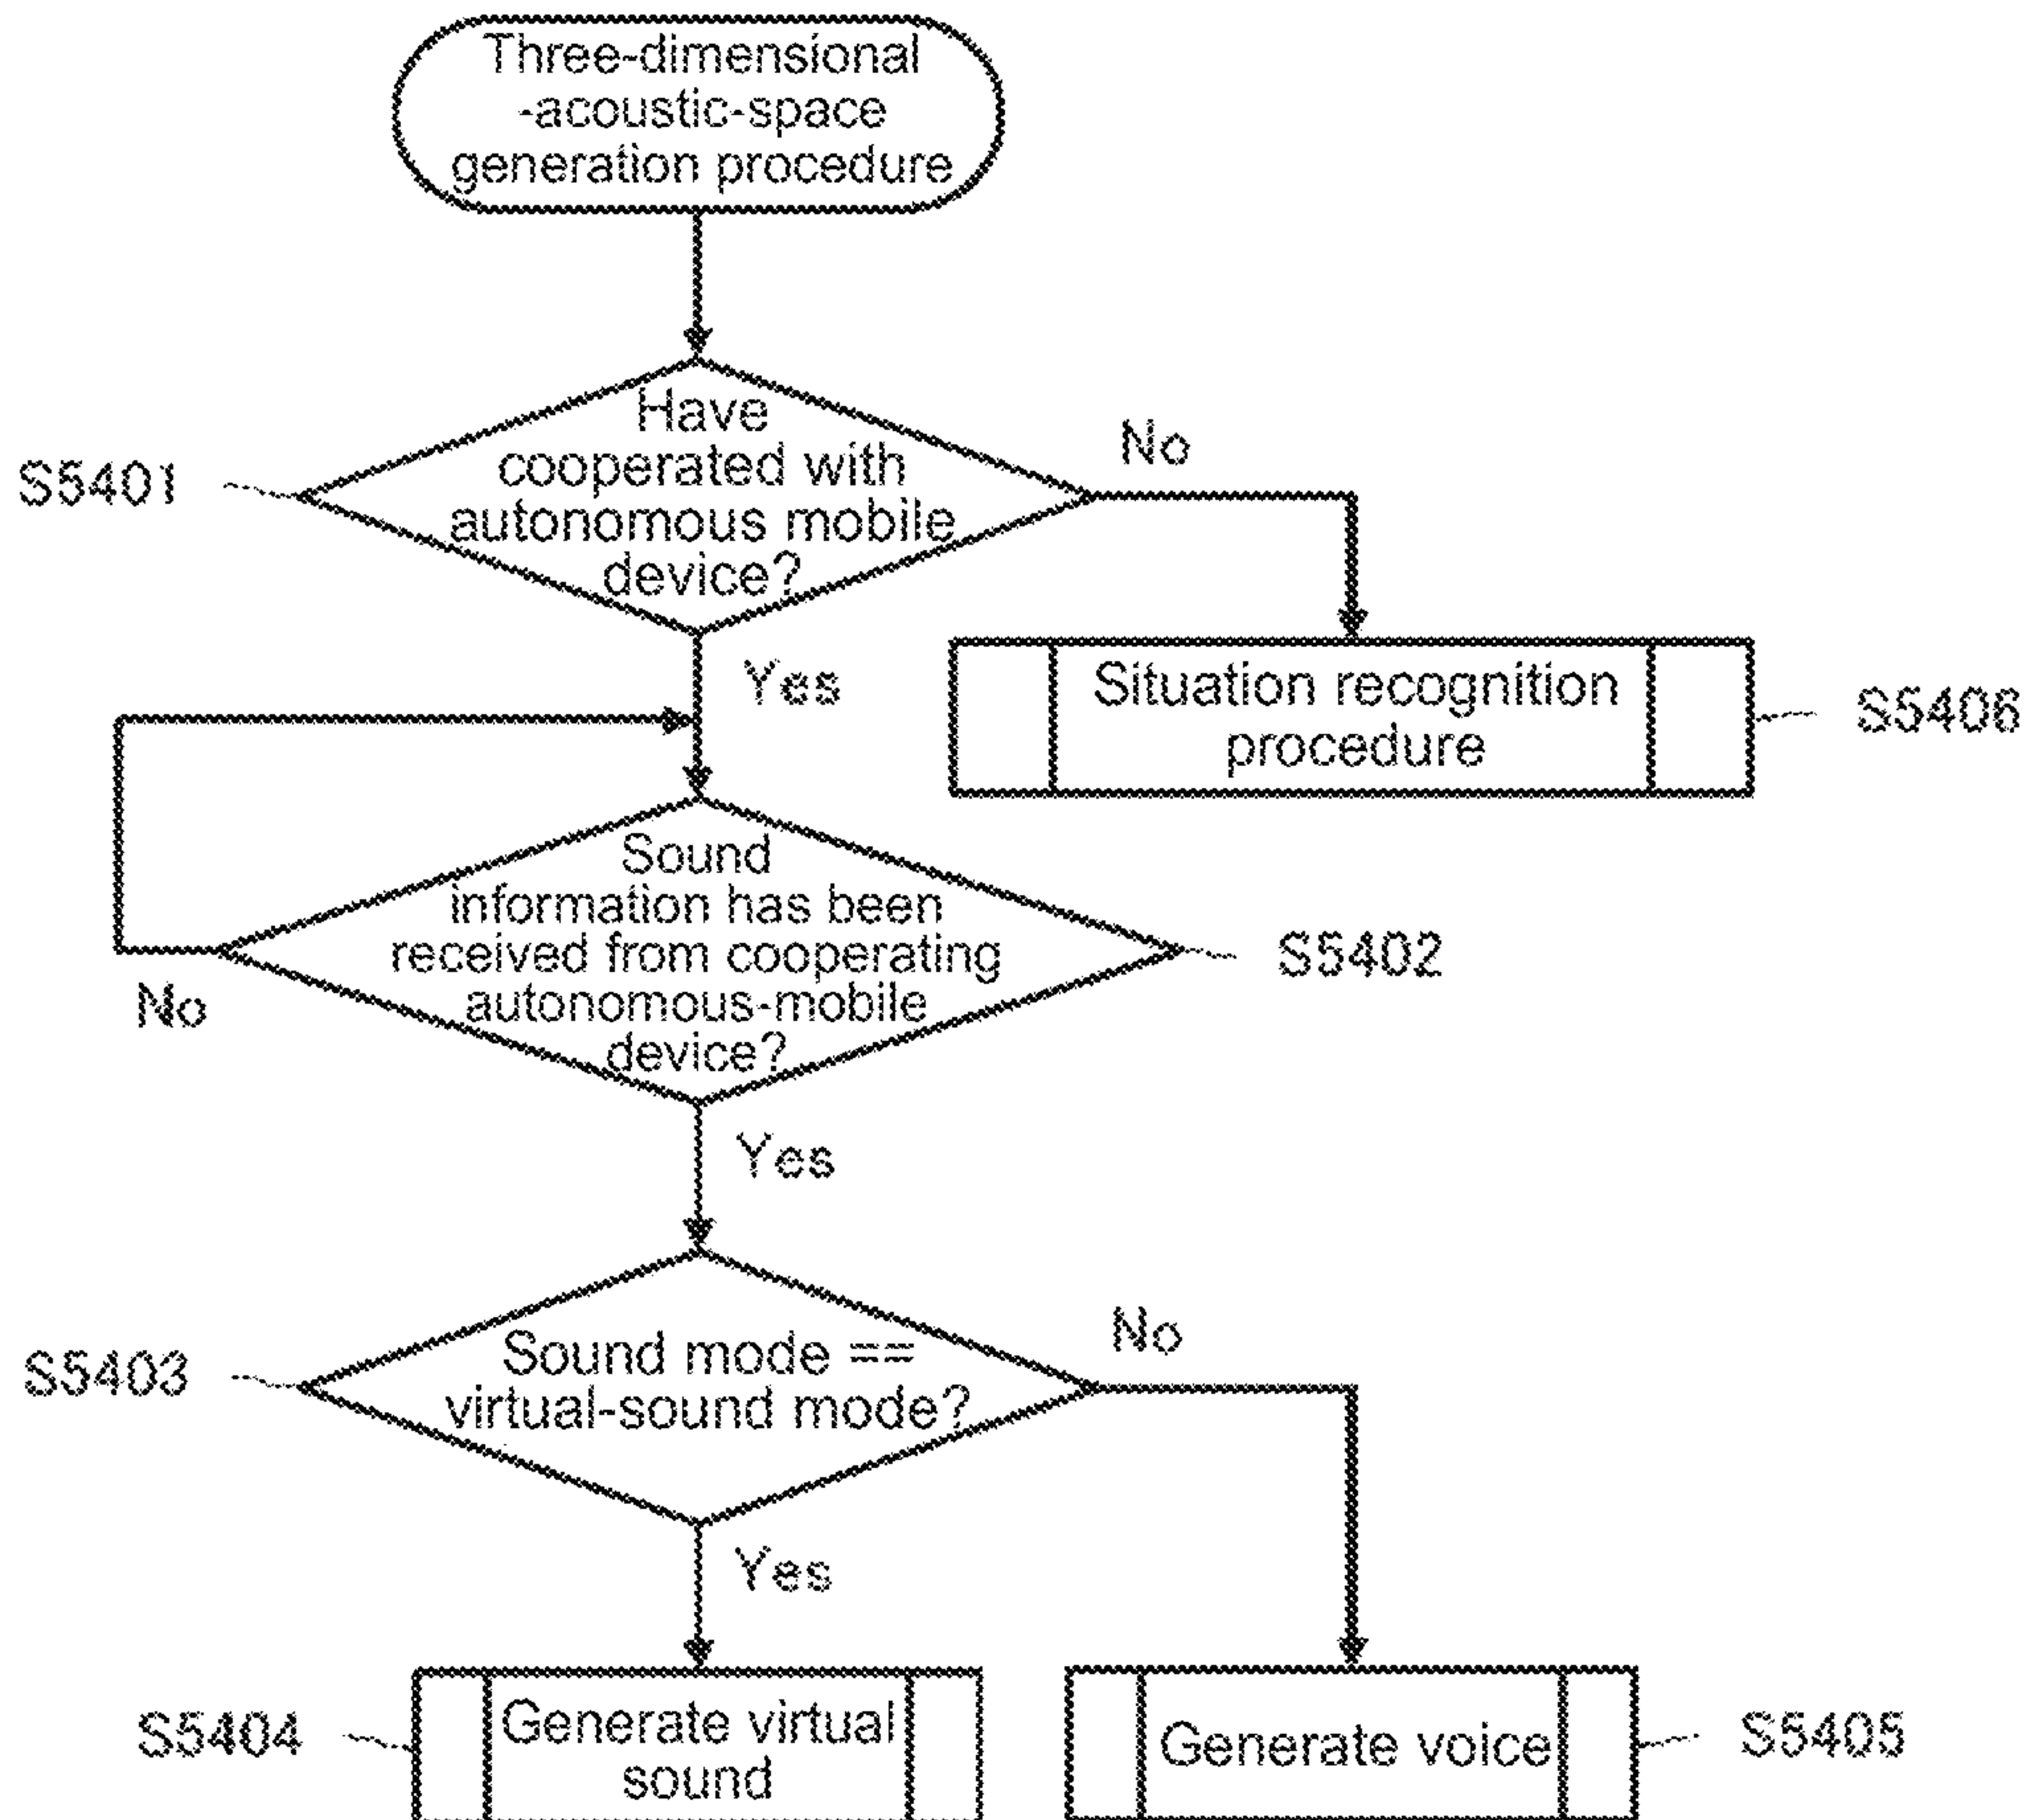 Three-dimensional
-acoustic-space
generation procedure
Have
cooperated with
autonomous mobile
device?
No
S5401
Yes
Situation recognition
procedure
S5406
Sound
information has been
received from cooperating
autonomous-mobile
device?
S5402
No
Yes
Sound mode ==
virtual-sound mode?
No
S5403
Yes
S5404
Generate virtual
sound
Generate voice
S5405